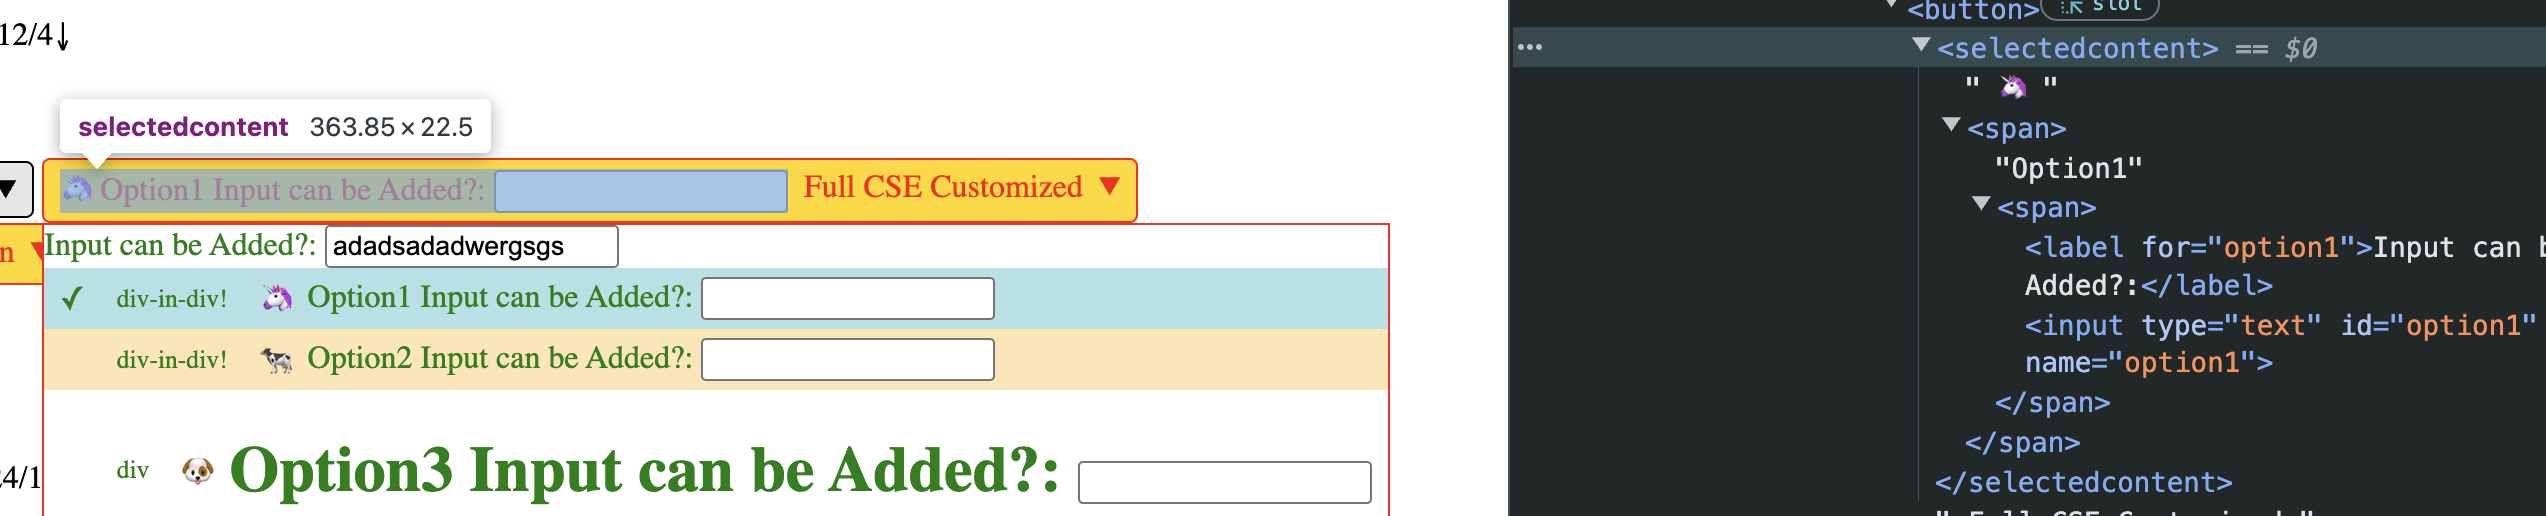 12/4↓
selectedcontent 363.85×22.5
▼
🦄 Option1 Input can be Added?: Full CSE Customized ▼
n ▼
Input can be Added?: adadsadadwergsgs
✓ div-in-div! 🦄 Option1 Input can be Added?:
div-in-div! 🐄 Option2 Input can be Added?:
24/1
div 🐶 Option3 Input can be Added?:
<button> slot
••• ▼<selectedcontent> == $0
" 🦄 "
▼<span>
"Option1"
▼<span>
<label for="option1">Input can b
Added?:</label>
<input type="text" id="option1"
name="option1">
</span>
</span>
</selectedcontent>